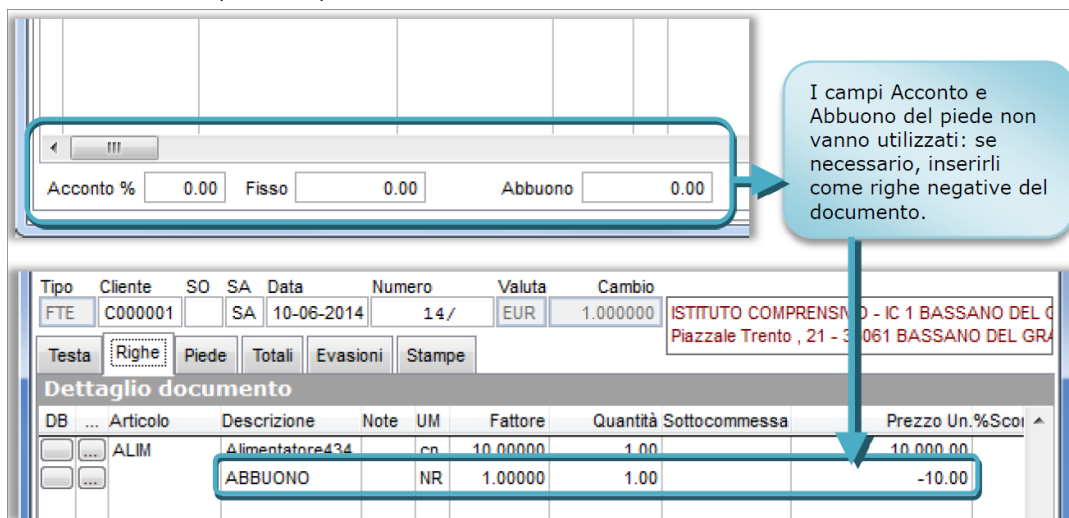 Acconto % 0.00 Fisso 0.00 Abbuono 0.00
I campi Acconto e
Abbuono del piede non
vanno utilizzati: se
necessario, inserirli
come righe negative del
documento.
Tipo Cliente SO SA Data Numero Valuta Cambio
FTE C000001 SA 10-06-2014 14/ EUR 1.000000
ISTITUTO COMPRENSIVO - IC 1 BASSANO DEL
Piazzale Trento , 21 - 36061 BASSANO DEL GRA
Testa Righe Piede Totali Evasioni Stampe
Dettaglio documento
DB ... Articolo Descrizione Note UM Fattore Quantità Sottocommessa Prezzo Un. %Scor
... ALIM Alimentatore434 cn 10.00000 1.00 10.000.00
... ABBUONO NR 1.00000 1.00 -10.00